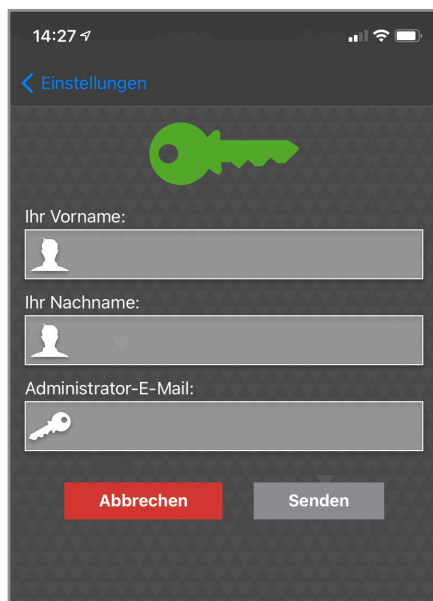 14:27
Einstellungen
Ihr Vorname:
Ihr Nachname:
Administrator-E-Mail:
Abbrechen
Senden